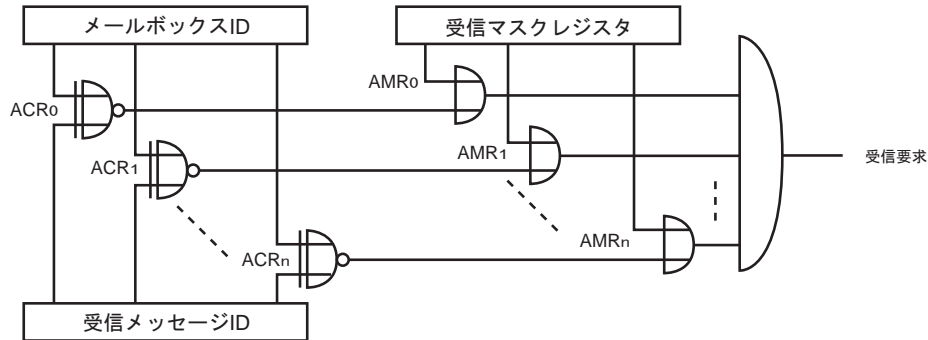 メールボックスID
受信マスクレジスタ
AMR0
ACR0
AMR1
受信要求
ACR1
AMRn
ACRn
受信メッセージID